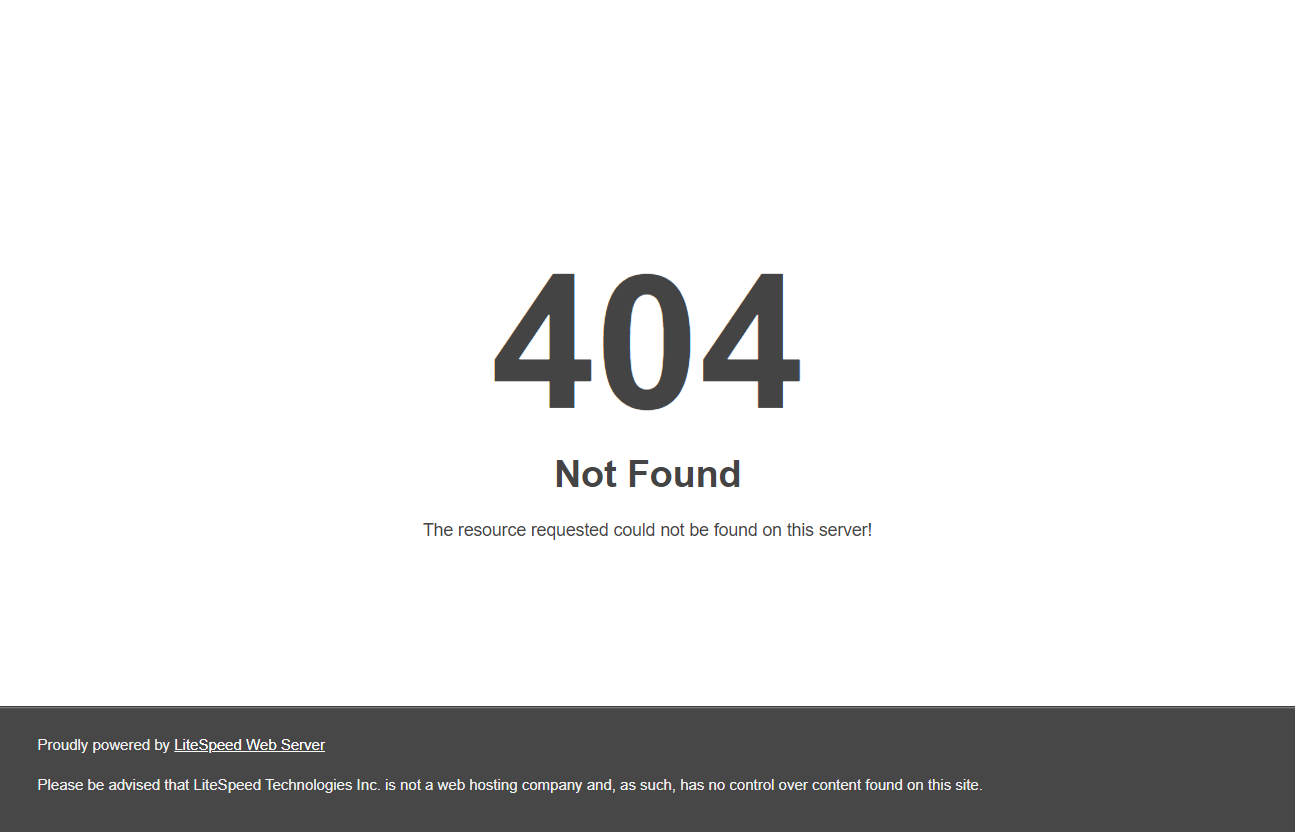 404
Not Found
The resource requested could not be found on this server!
Proudly powered by LiteSpeed Web Server
Please be advised that LiteSpeed Technologies Inc. is not a web hosting company and, as such, has no control over content found on this site.